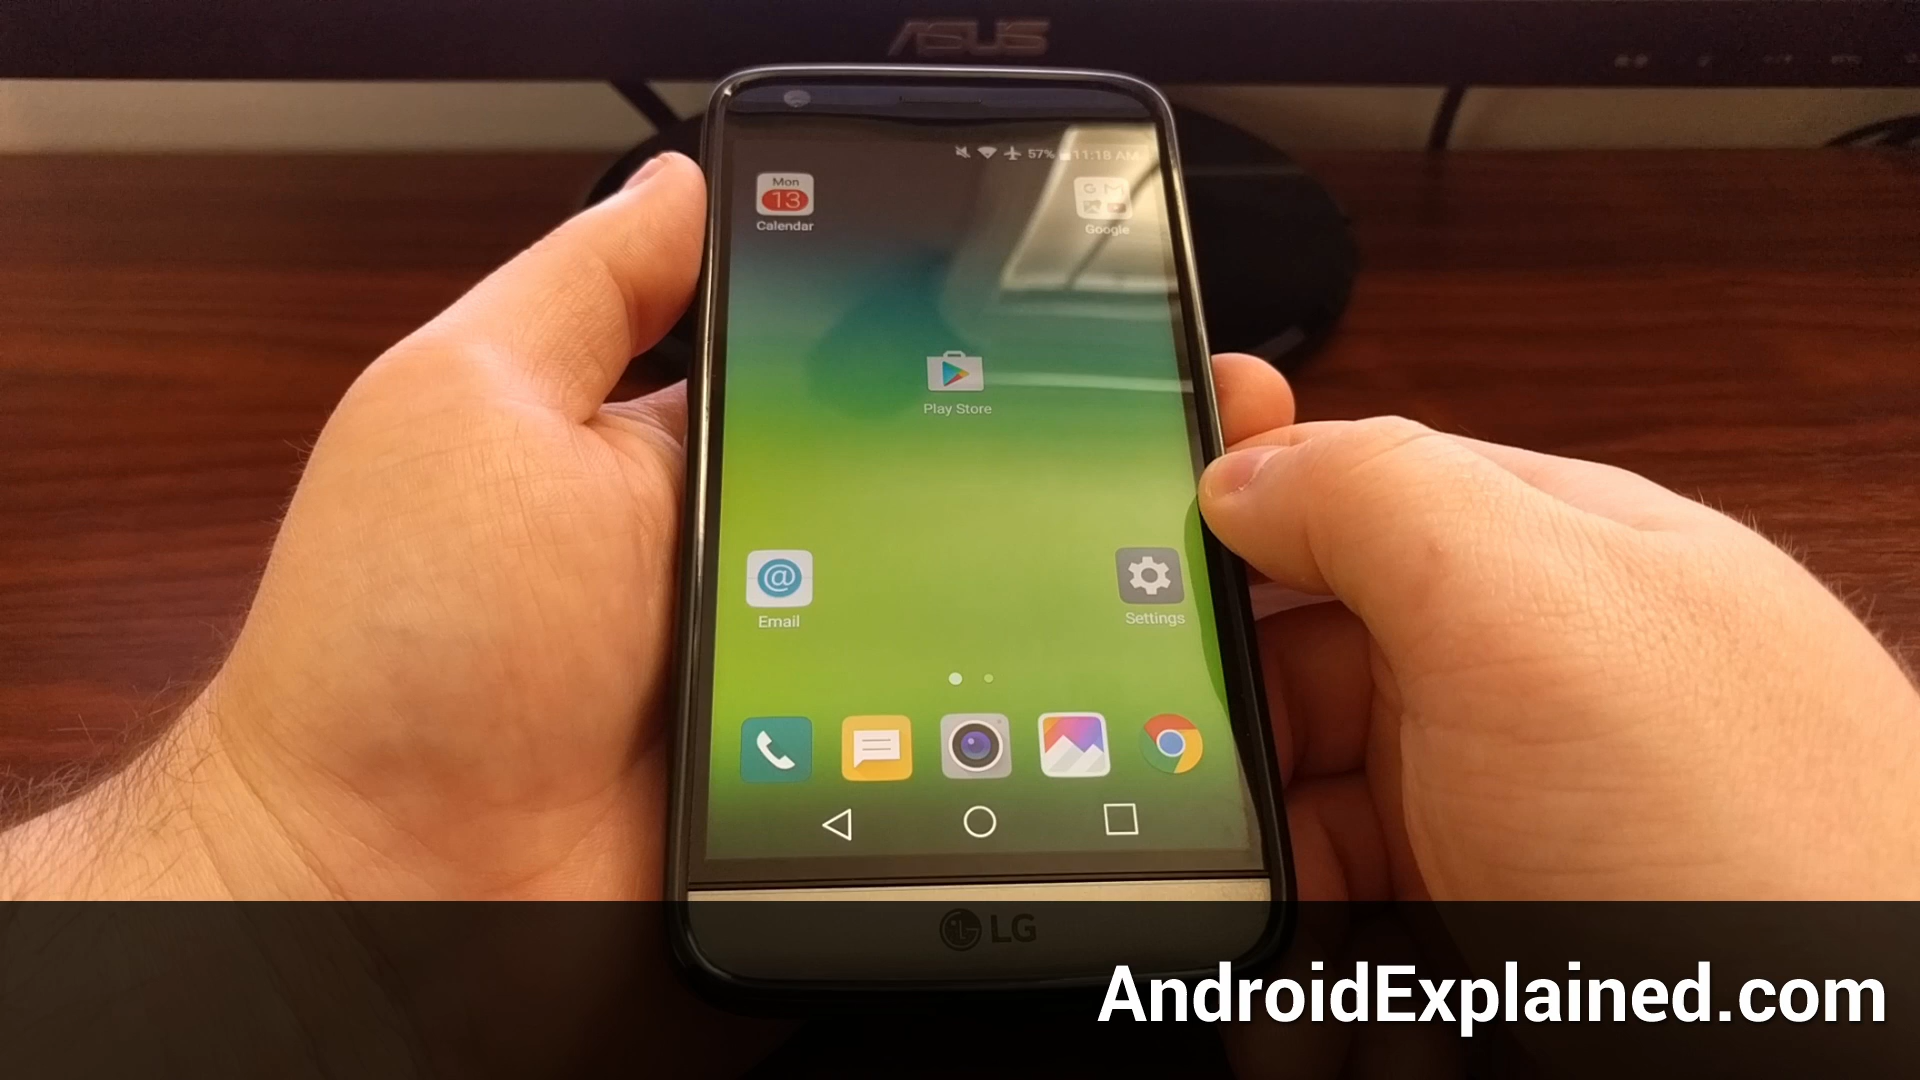 ASUS
57% 11:18 AM
Mon
13
Calendar
G M
Google
Play Store
@
Email
Settings
LG
AndroidExplained.com